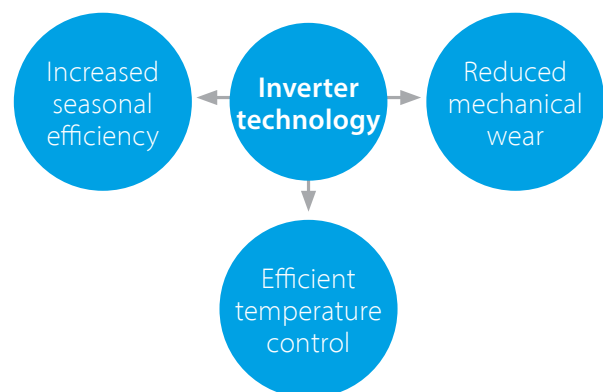 Increased
seasonal
efficiency
Inverter
technology
Reduced
mechanical
wear
Efficient
temperature
control